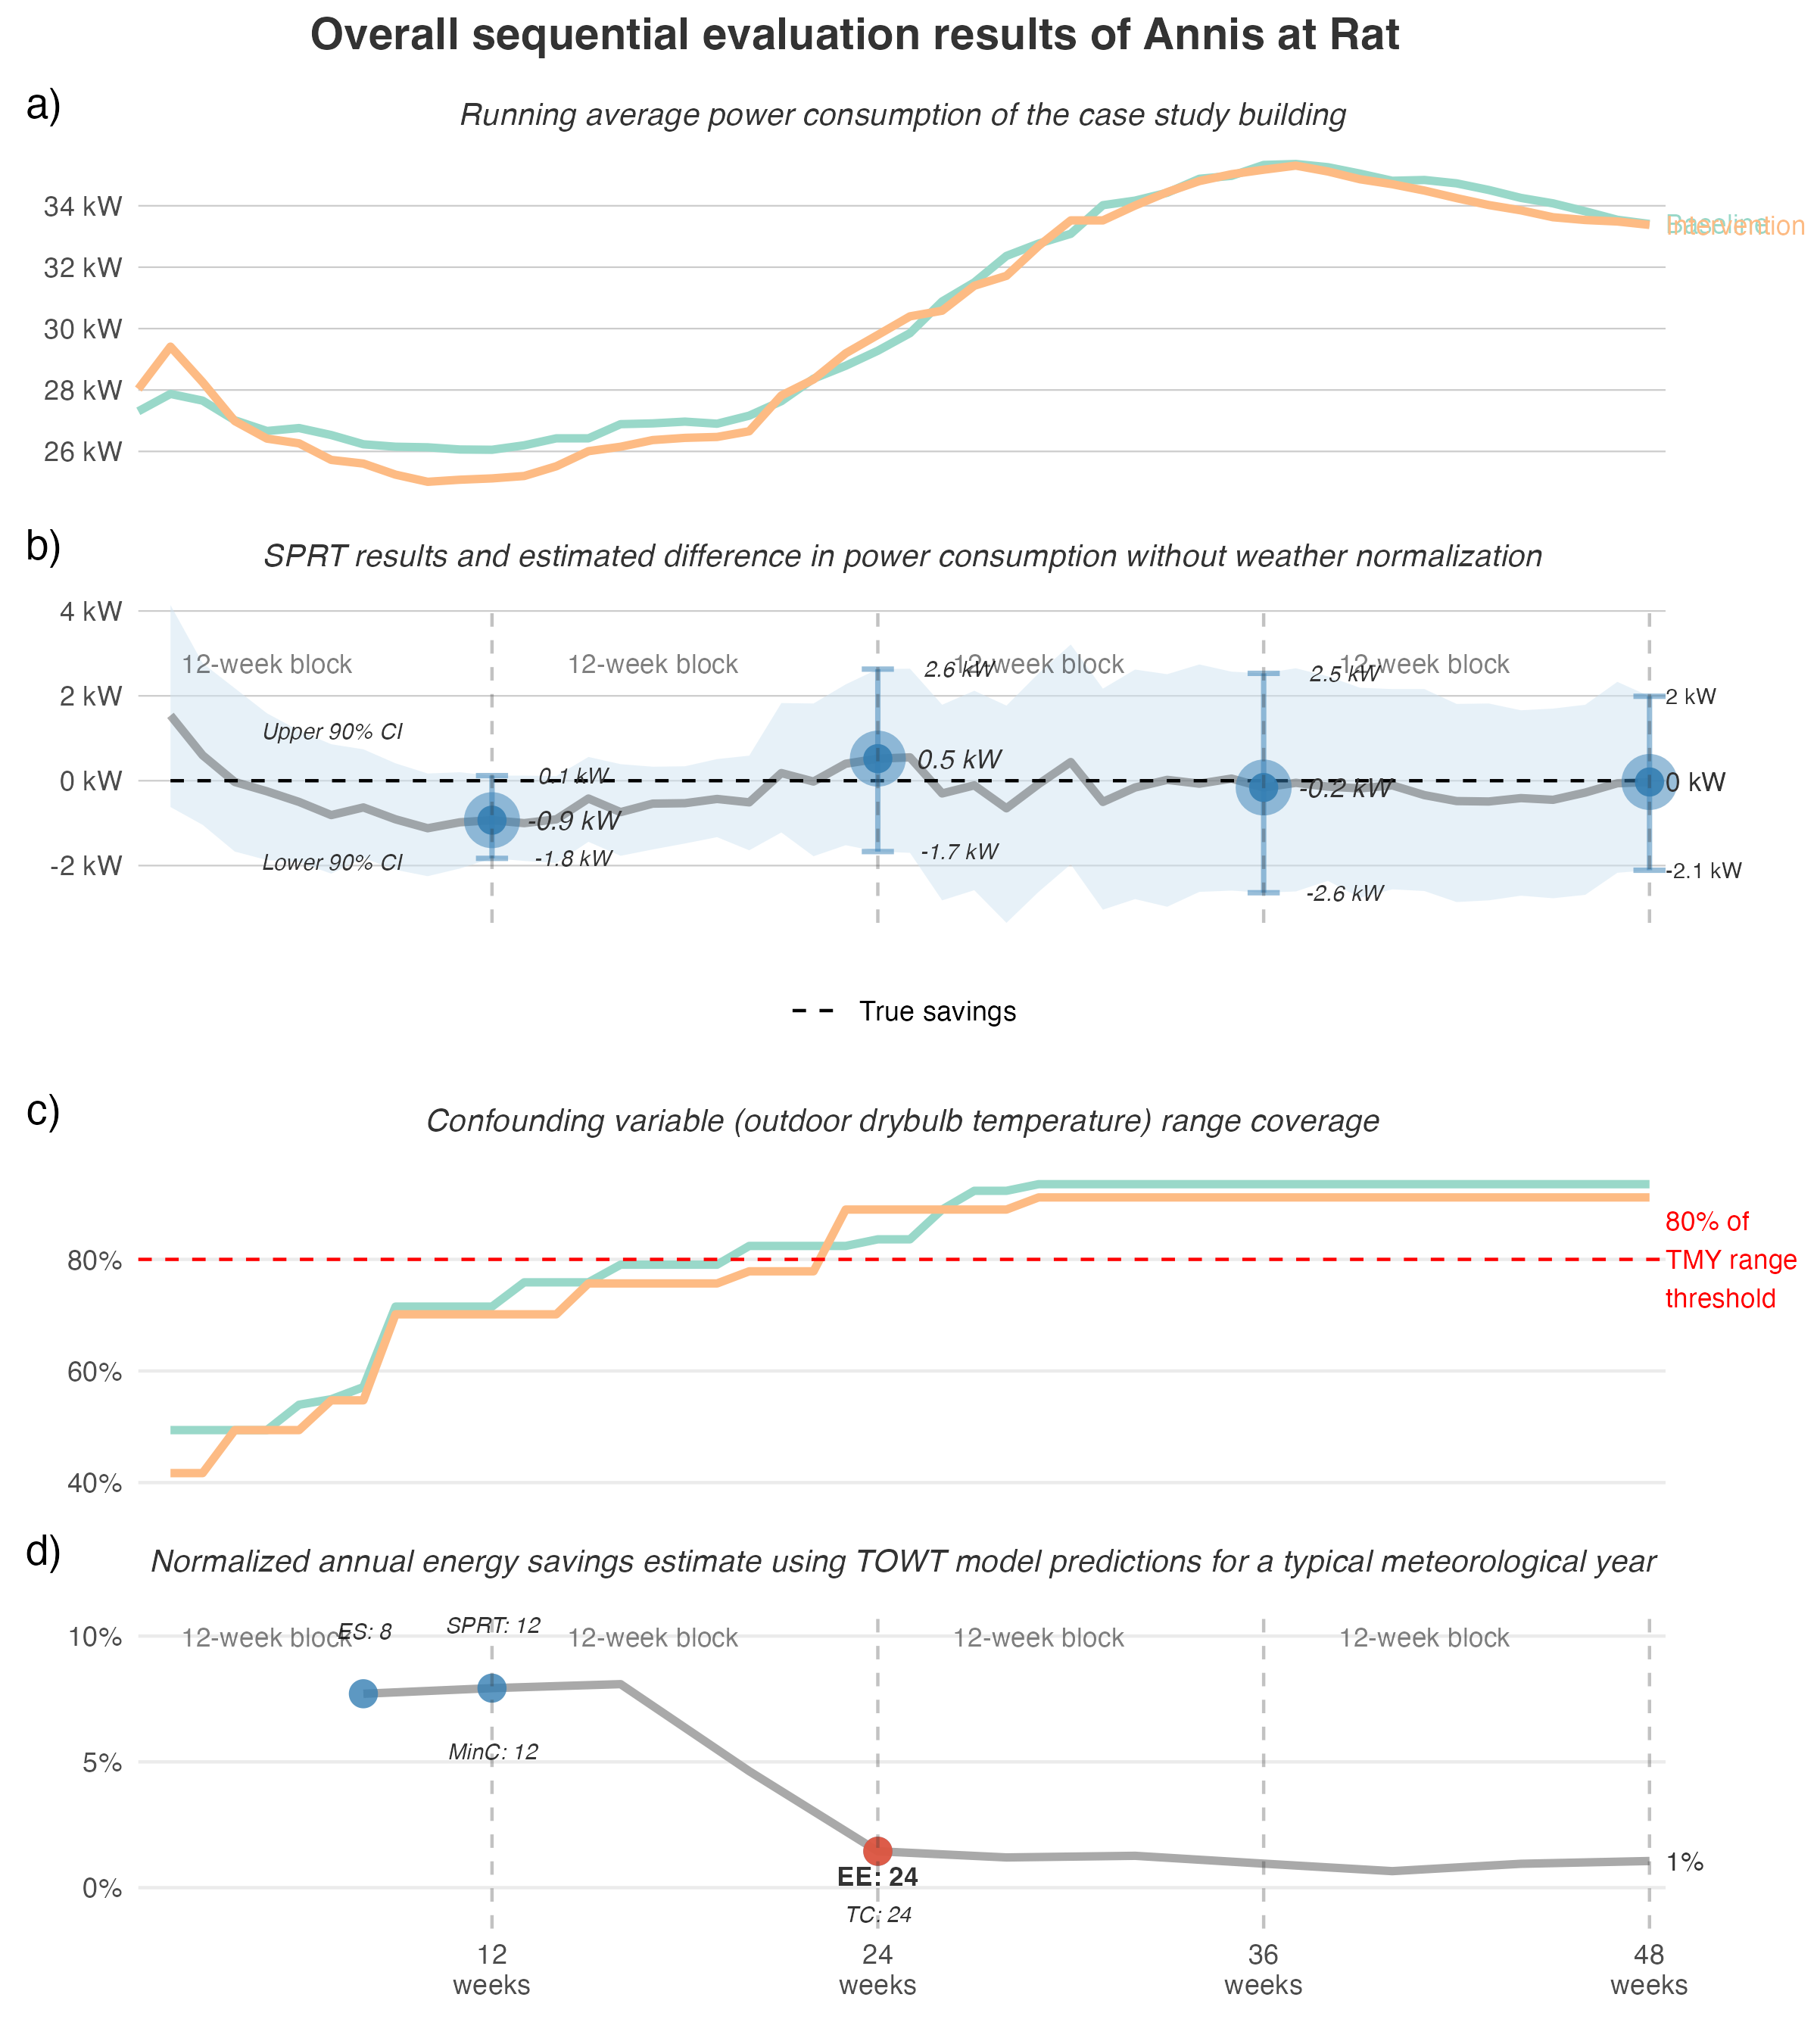 Overall sequential evaluation results of Annis at Rat
a)
Running average power consumption of the case study building
34 kW
32 kW
30 kW
28 kW
26 kW
Baseline
Intervention
b)
SPRT results and estimated difference in power consumption without weather normalization
4 kW
2 kW
0 kW
-2 kW
12-week block
12-week block
12-week block
12-week block
Upper 90% CI
Lower 90% CI
0.1 kW
-0.9 kW
-1.8 kW
2.6 kW
0.5 kW
-1.7 kW
2.5 kW
-0.2 kW
-2.6 kW
2 kW
0 kW
-2.1 kW
True savings
c)
Confounding variable (outdoor drybulb temperature) range coverage
80%
60%
40%
80% of
TMY range
threshold
d)
Normalized annual energy savings estimate using TOWT model predictions for a typical meteorological year
10%
5%
0%
12-week block
12-week block
12-week block
12-week block
ES: 8
SPRT: 12
MinC: 12
EE: 24
TC: 24
1%
12
weeks
24
weeks
36
weeks
48
weeks